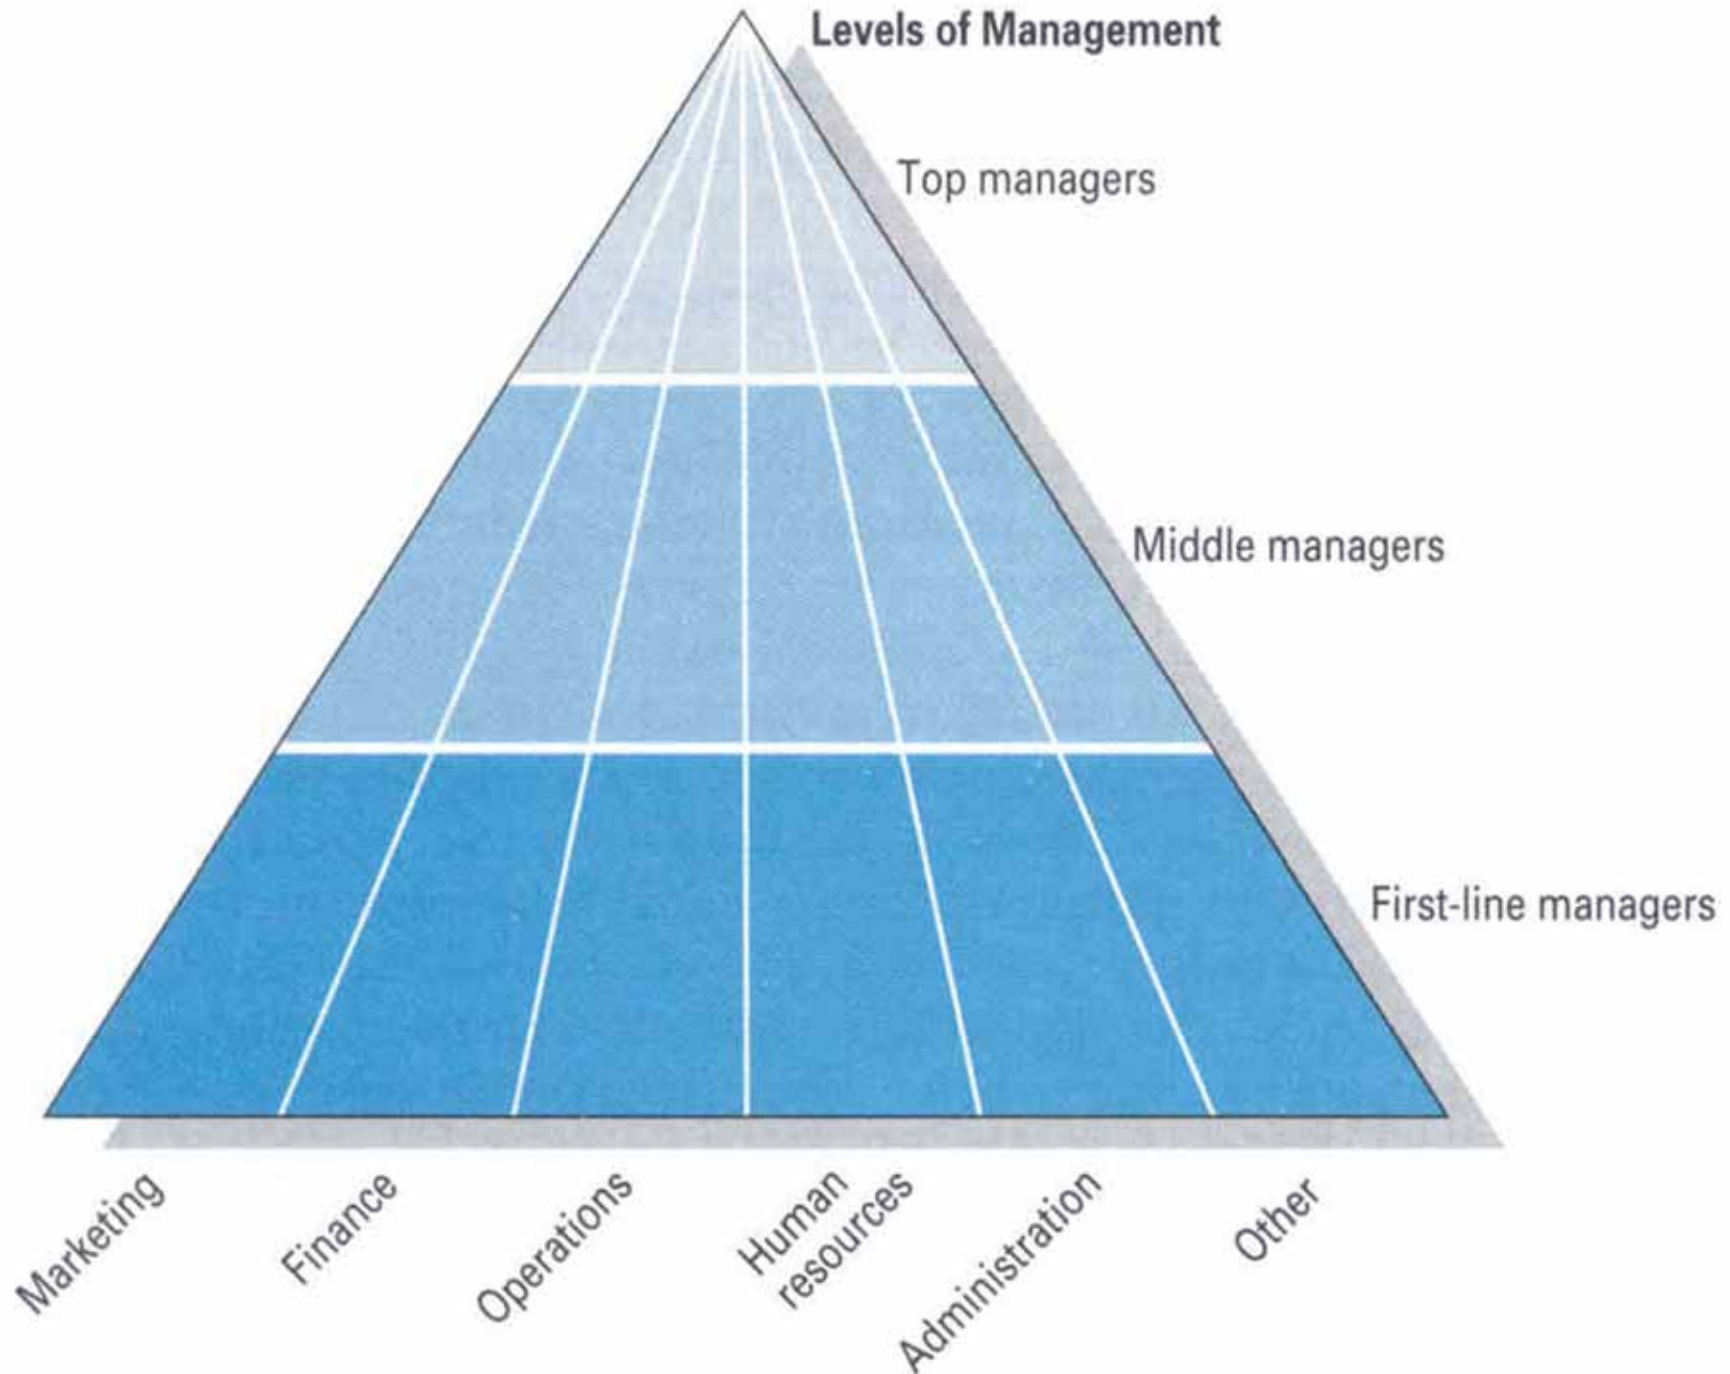 Levels of Management
Top managers
Middle managers
First-line managers
Marketing
Finance
Operations
Human
resources
Administration
Other